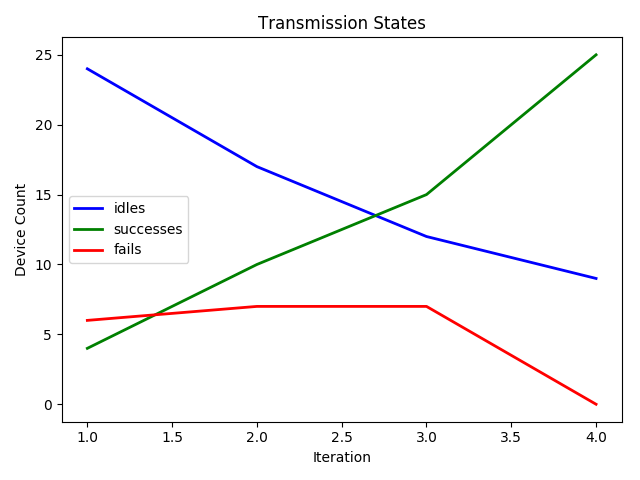 Transmission States
25
20
15
10
5
0
Device Count
idles
successes
fails
1.0 1.5 2.0 2.5 3.0 3.5 4.0
Iteration